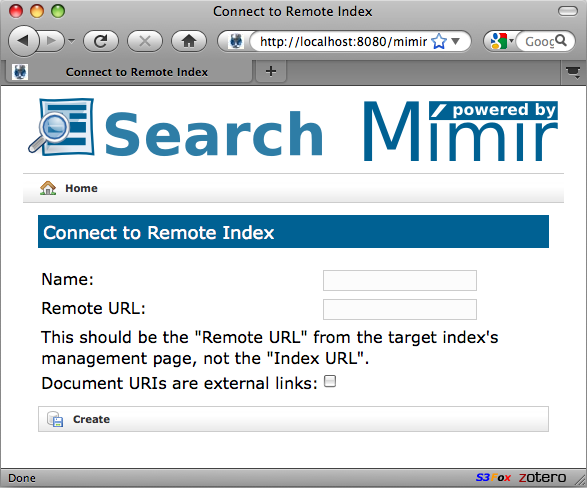 Connect to Remote Index
http://localhost:8080/mimir
Goog
Connect to Remote Index
Search
powered by
Mimir
Home
Connect to Remote Index
Name:
Remote URL:
This should be the "Remote URL" from the target index's
management page, not the "Index URL".
Document URIs are external links:
Create
Done
S3Fox zotero